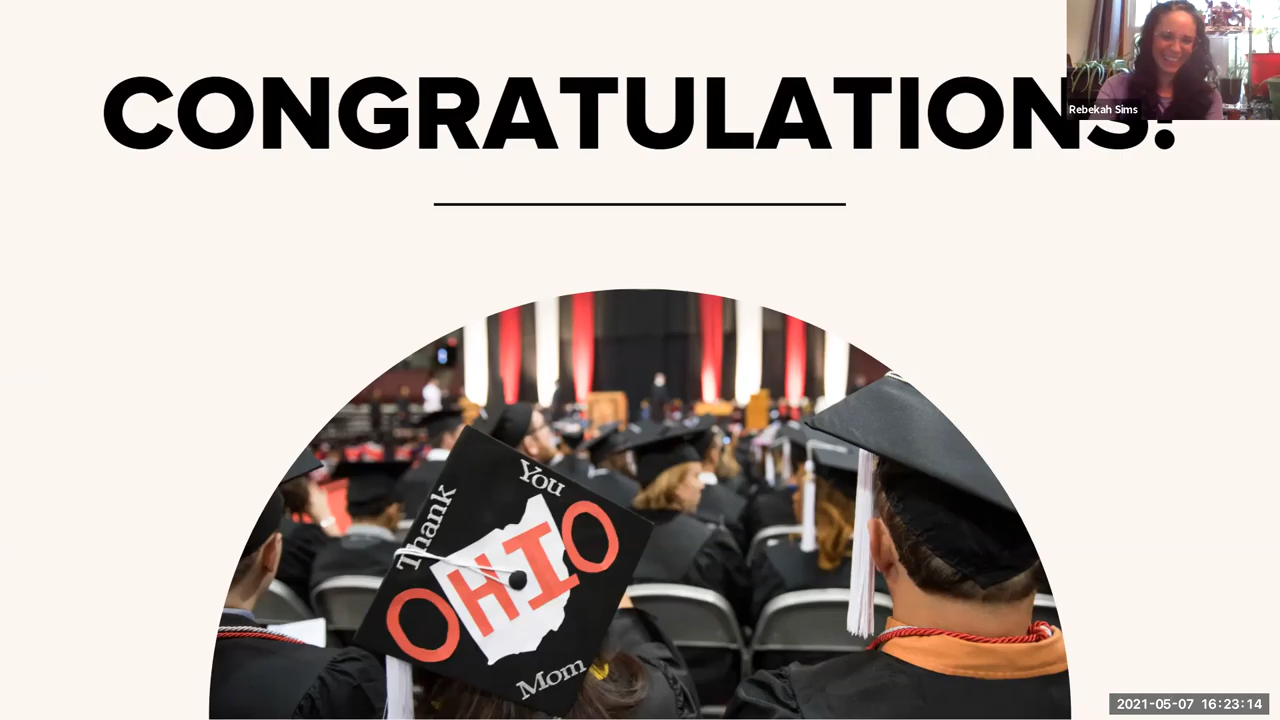 CONGRATULATIONS!
Rebekah Sims
Thank You
OHIO
Mom
2021-05-07 16:23:14